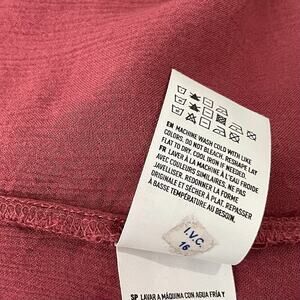 EN MACHINE WASH COLD WITH LIKE
COLORS. DO NOT BLEACH. RESHAPE, LAY
FLAT TO DRY. COOL IRON IF NEEDED.
FR LAVER À LA MACHINE À L'EAU FROIDE
AVEC COULEURS SIMILAIRES. NE PAS
JAVELLISER. REDONNER LA FORME
ORIGINALE ET SÉCHER À PLAT. REPASSER
À BASSE TEMPÉRATURE AU BESOIN.
I.V.C.
16
SP LAVAR A MÁQUINA CON AGUA FRÍA Y